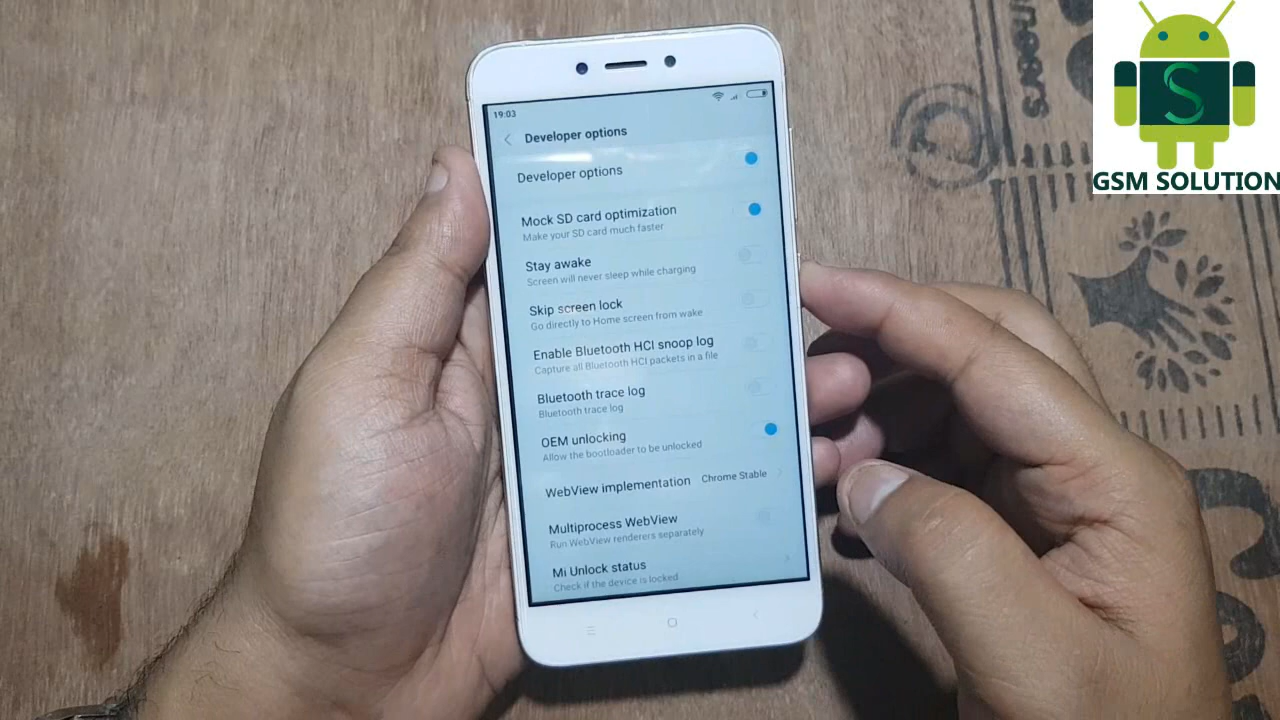 19:03
Developer options
Developer options
Mock SD card optimization
Make your SD card much faster
Stay awake
Screen will never sleep while charging
Skip screen lock
Go directly to Home screen from wake
Enable Bluetooth HCI snoop log
Capture all Bluetooth HCI packets in a file
Bluetooth trace log
Bluetooth trace log
OEM unlocking
Allow the bootloader to be unlocked
WebView implementation Chrome Stable
Multiprocess WebView
Run WebView renderers separately
Mi Unlock status
Check if the device is locked
S
GSM SOLUTION